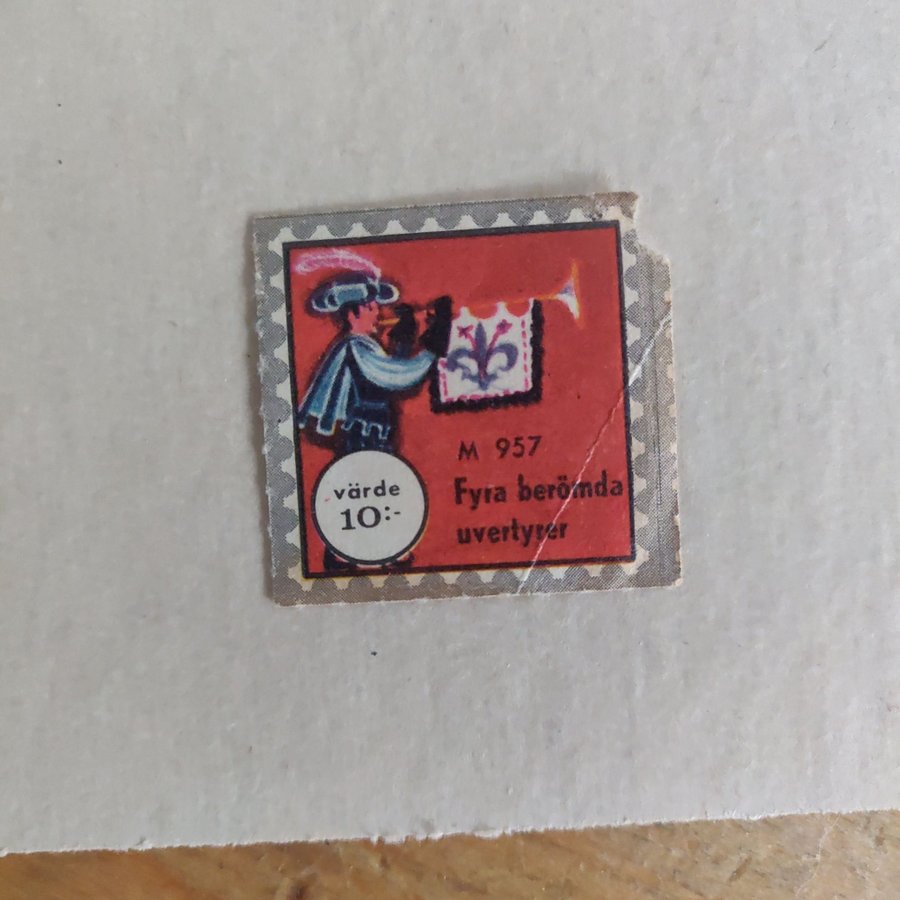 M 957
Fyra berömda
uvertyrer
värde
10:-